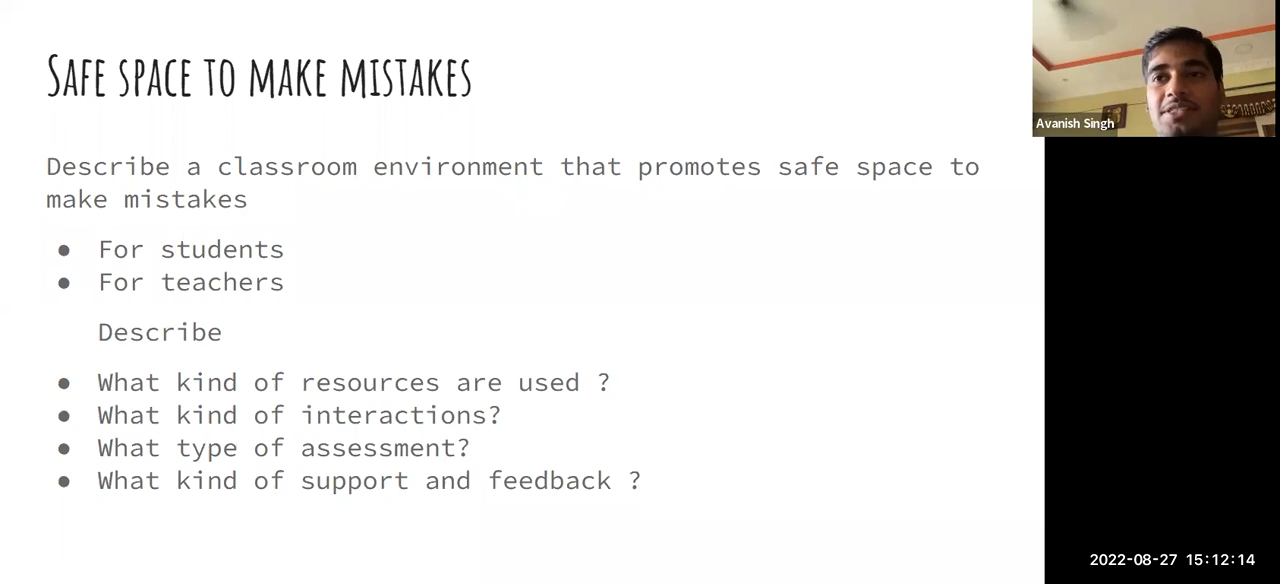 Safe space to make mistakes
Describe a classroom environment that promotes safe space to
make mistakes
● For students
● For teachers
Describe
● What kind of resources are used ?
● What kind of interactions?
● What type of assessment?
● What kind of support and feedback ?
Avanish Singh
2022-08-27 15:12:14